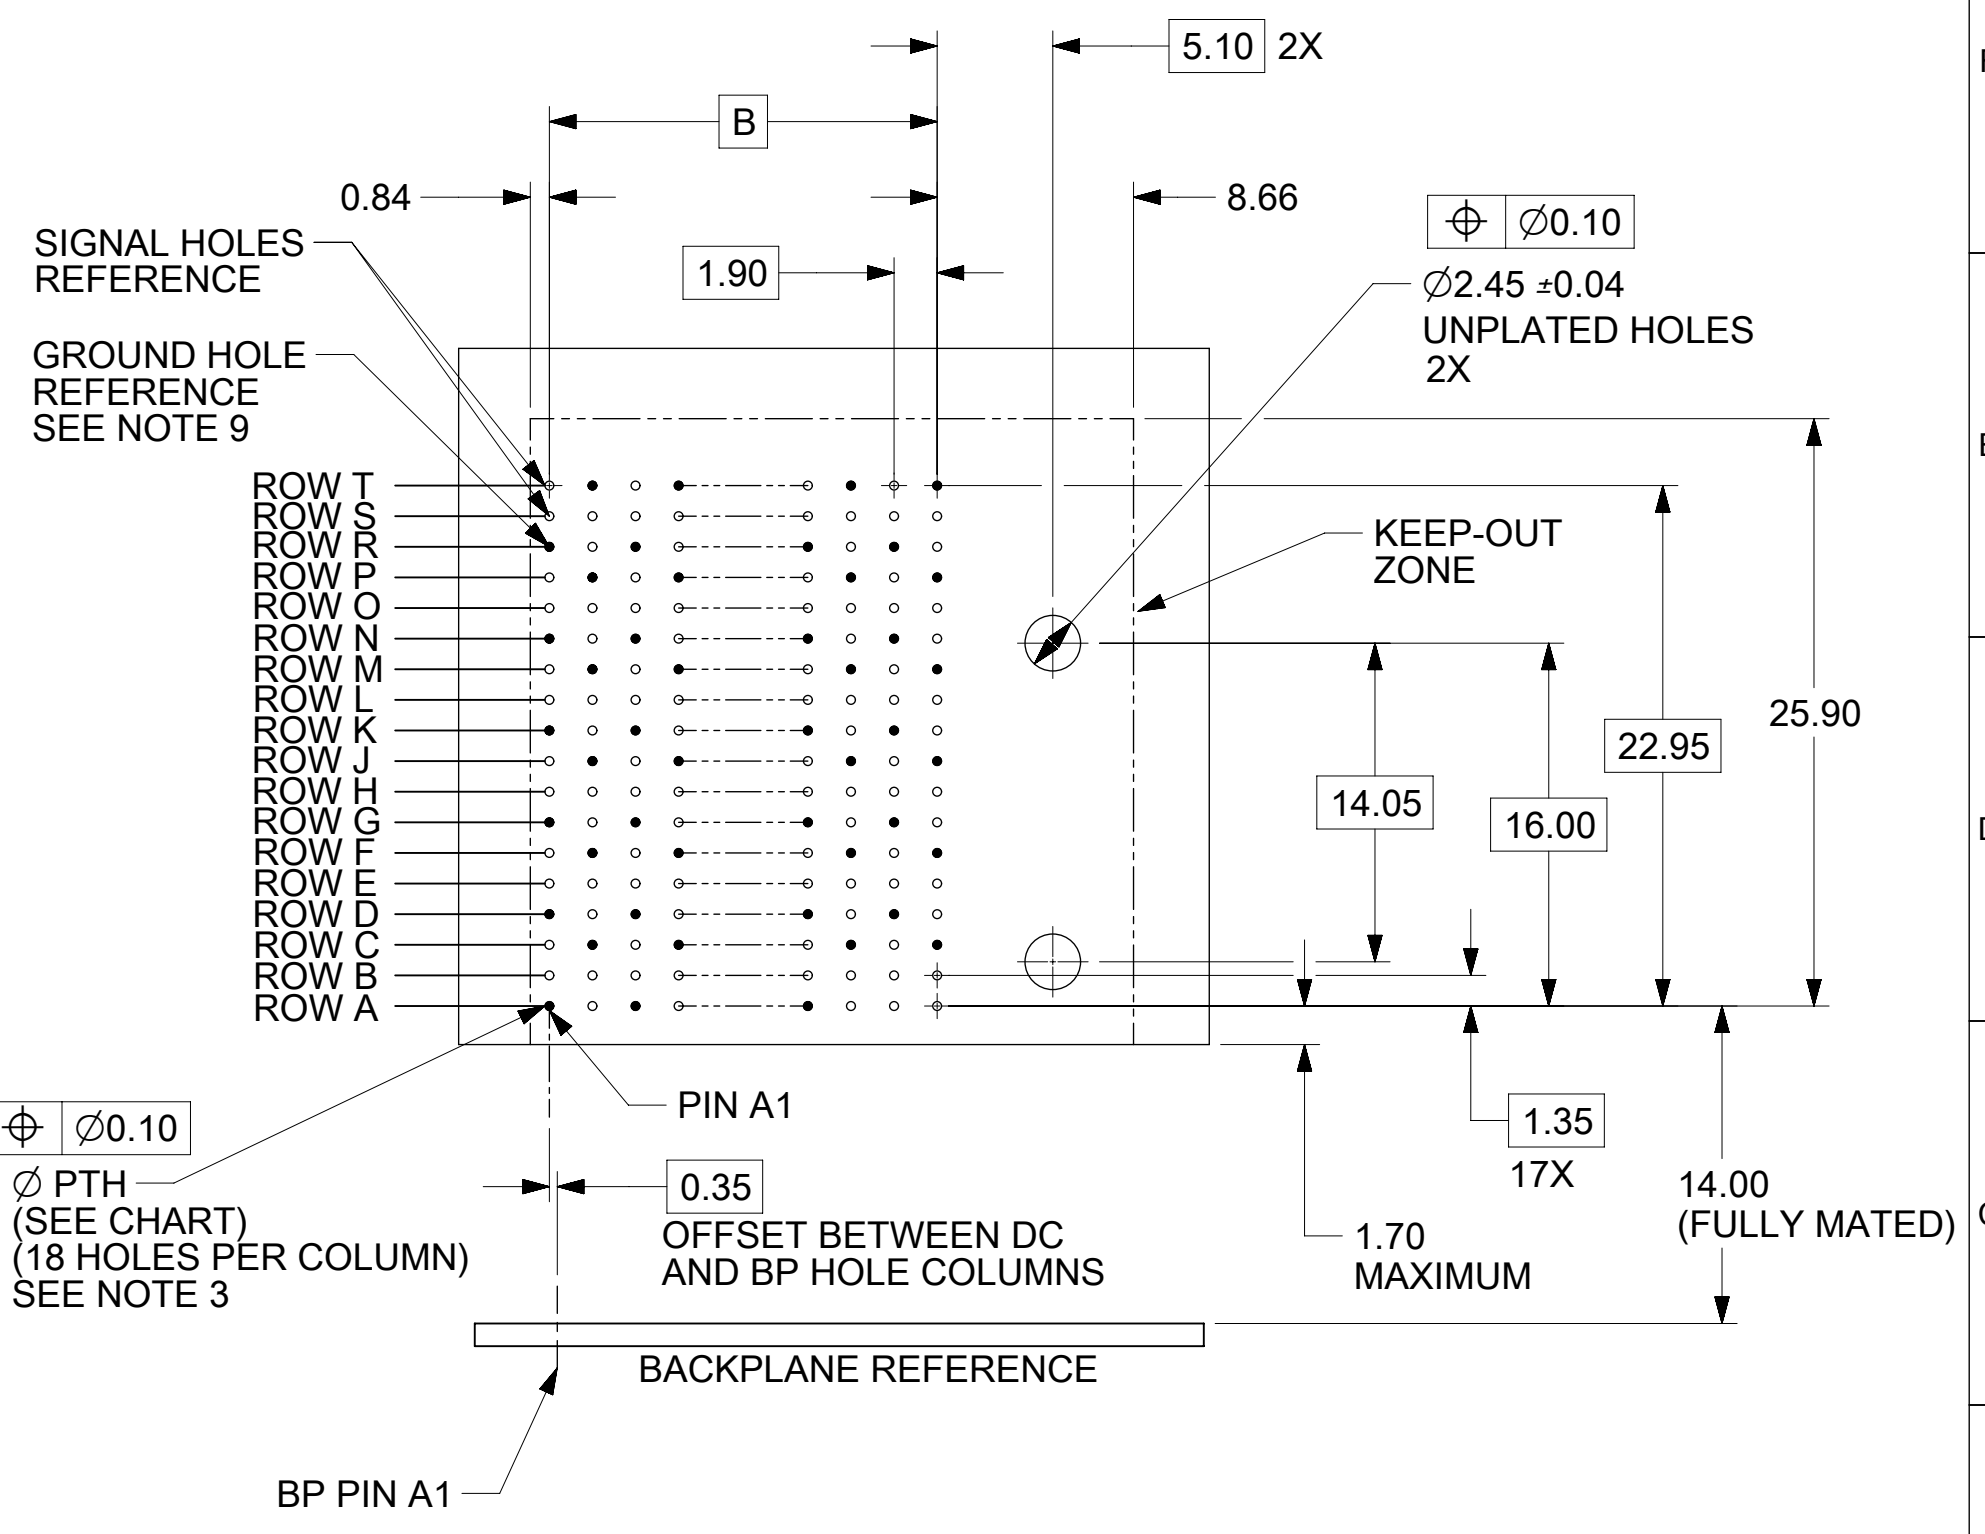 5.10 2X
B
0.84
8.66
⌖ ∅0.10
SIGNAL HOLES
REFERENCE
1.90
∅2.45 ±0.04
UNPLATED HOLES
2X
GROUND HOLE
REFERENCE
SEE NOTE 9
ROW T
ROW S
ROW R
ROW P
ROW O
ROW N
ROW M
ROW L
ROW K
ROW J
ROW H
ROW G
ROW F
ROW E
ROW D
ROW C
ROW B
ROW A
KEEP-OUT
ZONE
25.90
22.95
14.05
16.00
PIN A1
⌖ ∅0.10
∅ PTH
(SEE CHART)
(18 HOLES PER COLUMN)
SEE NOTE 3
0.35
OFFSET BETWEEN DC
AND BP HOLE COLUMNS
1.35
17X
1.70
MAXIMUM
14.00
(FULLY MATED)
BACKPLANE REFERENCE
BP PIN A1